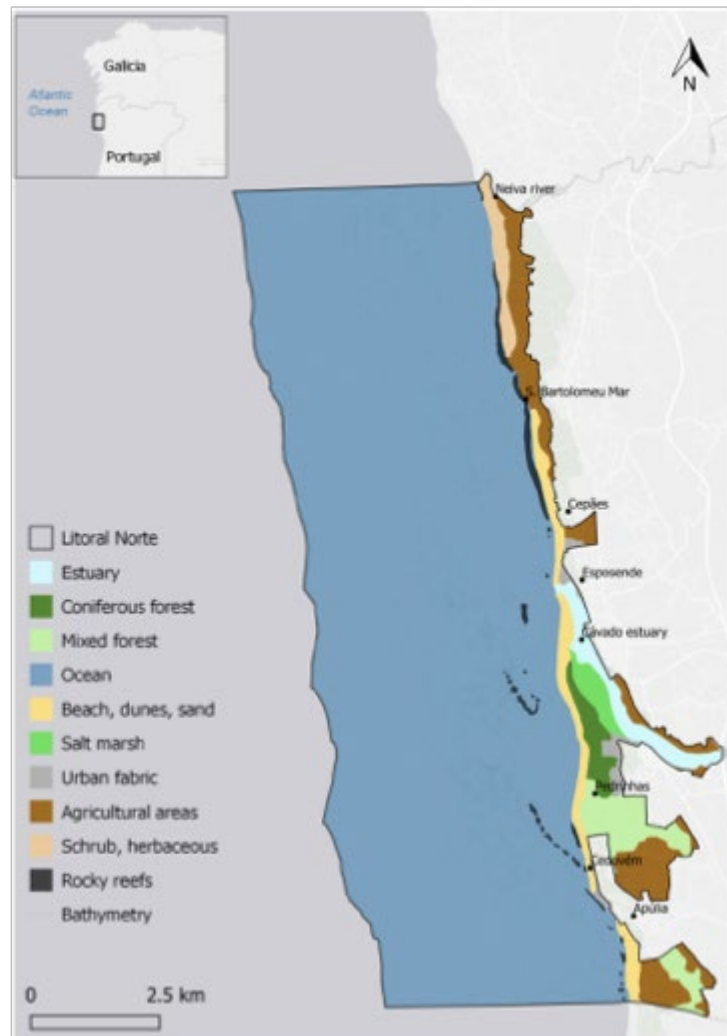 Galicia
Atlantic
Ocean
Portugal
N
Neiva river
S. Bartolomeu Mar
Cepães
Esposende
Cávado estuary
Pedrinhas
Cedovém
Apúlia
Litoral Norte
Estuary
Coniferous forest
Mixed forest
Ocean
Beach, dunes, sand
Salt marsh
Urban fabric
Agricultural areas
Schrub, herbaceous
Rocky reefs
Bathymetry
0 2.5 km